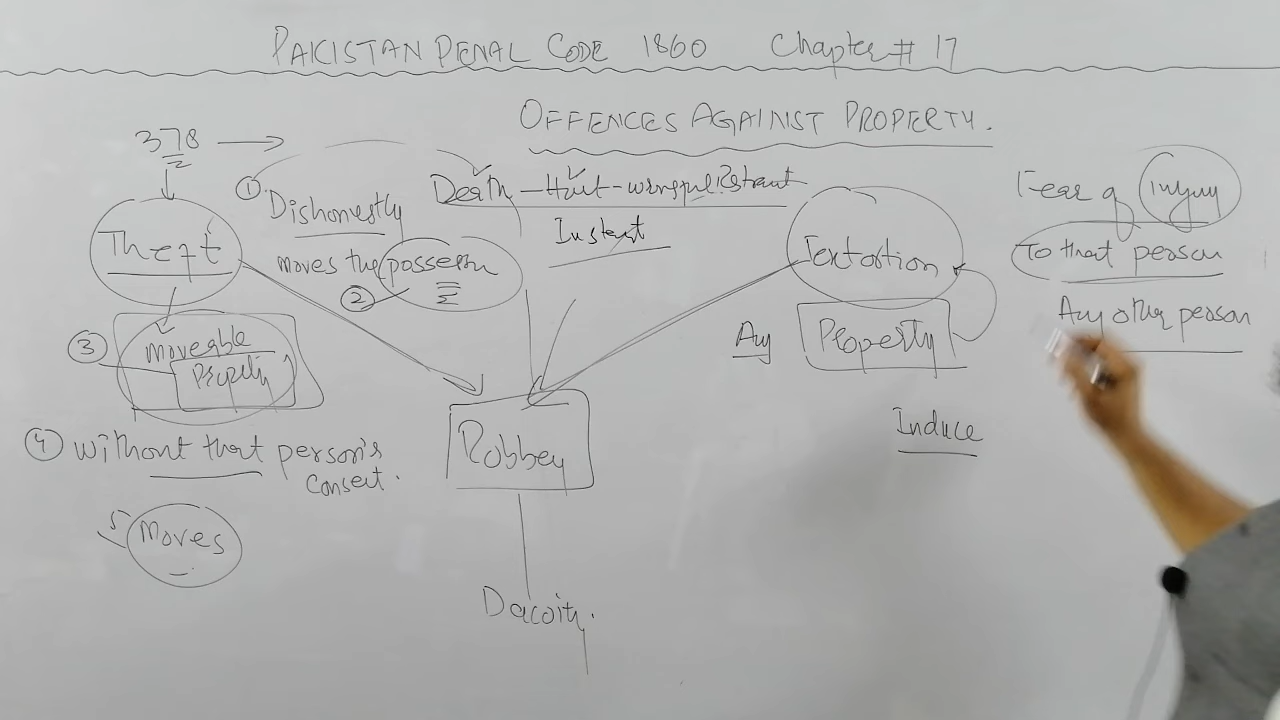 PAKISTAN PENAL CODE 1860 Chapter # 17
OFFENCES AGAINST PROPERTY.
378
Theft
① Dishonestly
moves the possession
②
③ moveable
Property
④ without that person's
consent.
5 Moves
Death - Hurt - wrongful Restraint
Instant
Robbey
Dacoity.
Extortion
Any Property
Induce
Fear of injury
To that person
Any other person